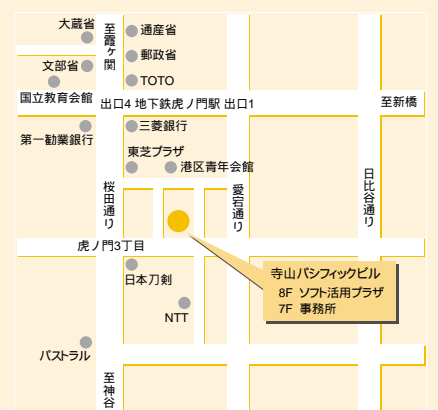 大蔵省
至霞ヶ関
通産省
郵政省
文部省
TOTO
国立教育会館
出口4 地下鉄虎ノ門駅 出口1
至新橋
第一勧業銀行
三菱銀行
東芝プラザ
港区青年会館
桜田通り
愛宕通り
日比谷通り
虎ノ門3丁目
寺山パシフィックビル
8F ソフト活用プラザ
7F 事務所
日本刀剣
NTT
パストラル
至神谷